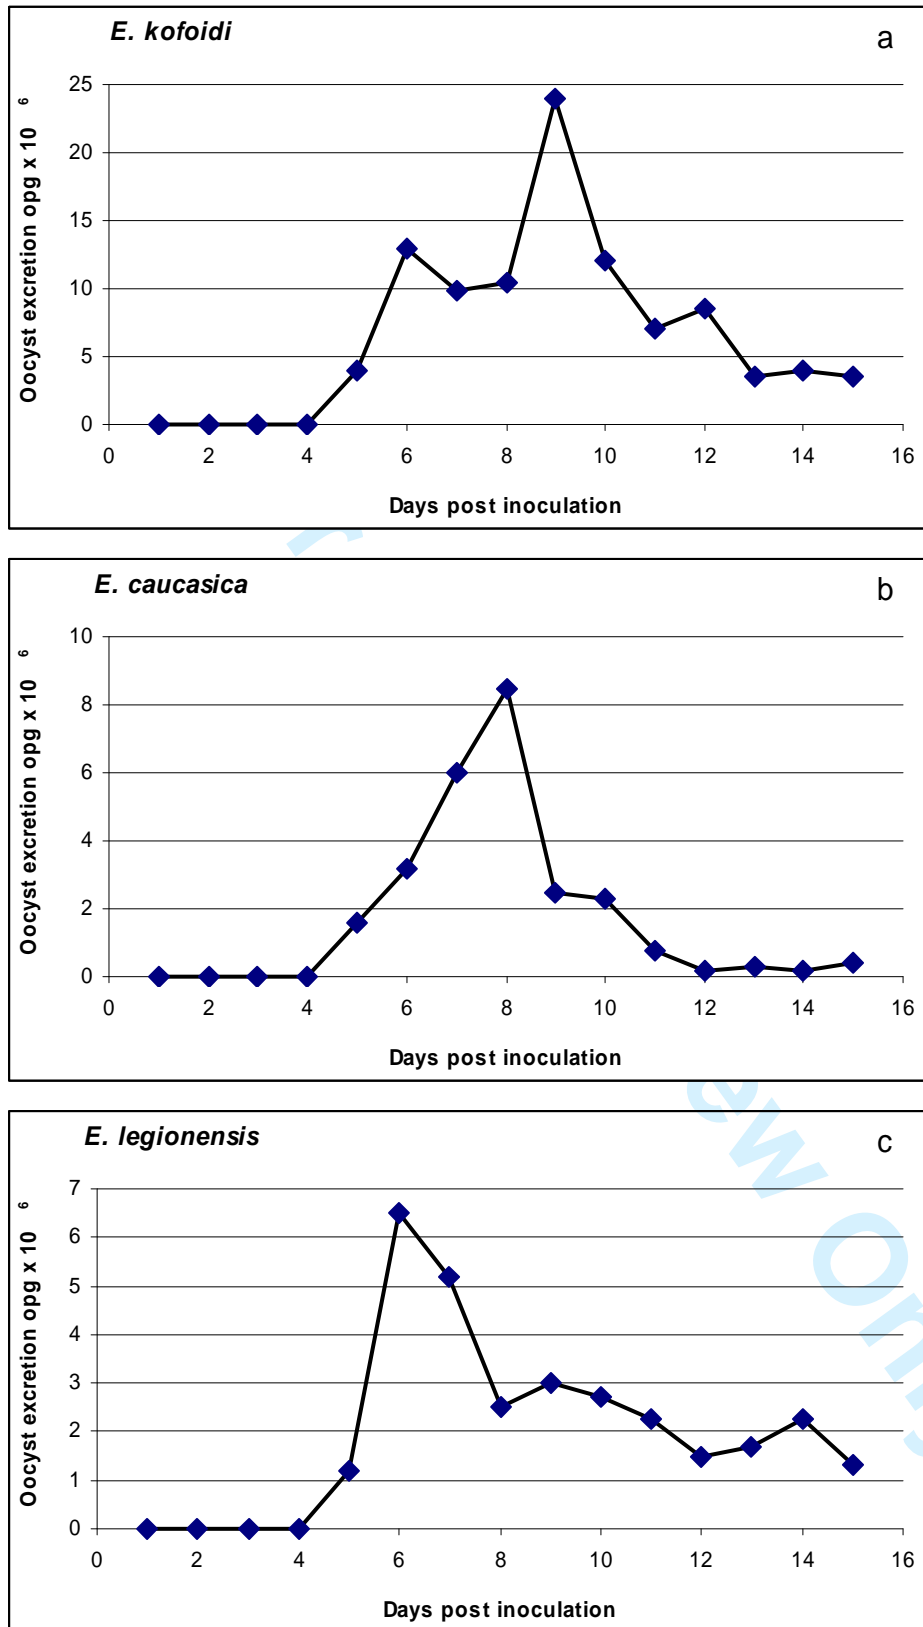 E. kofoidi
a
Oocyst excretion opg x 10 6
25
20
15
10
5
0
0 2 4 6 8 10 12 14 16
Days post inoculation
r
E. caucasica
b
Oocyst excretion opg x 10 6
10
8
6
4
2
0
0 2 4 6 8 10 12 14 16
Days post inoculation
ew On
E. legionensis
c
Oocyst excretion opg x 10 6
7
6
5
4
3
2
1
0
0 2 4 6 8 10 12 14 16
Days post inoculation